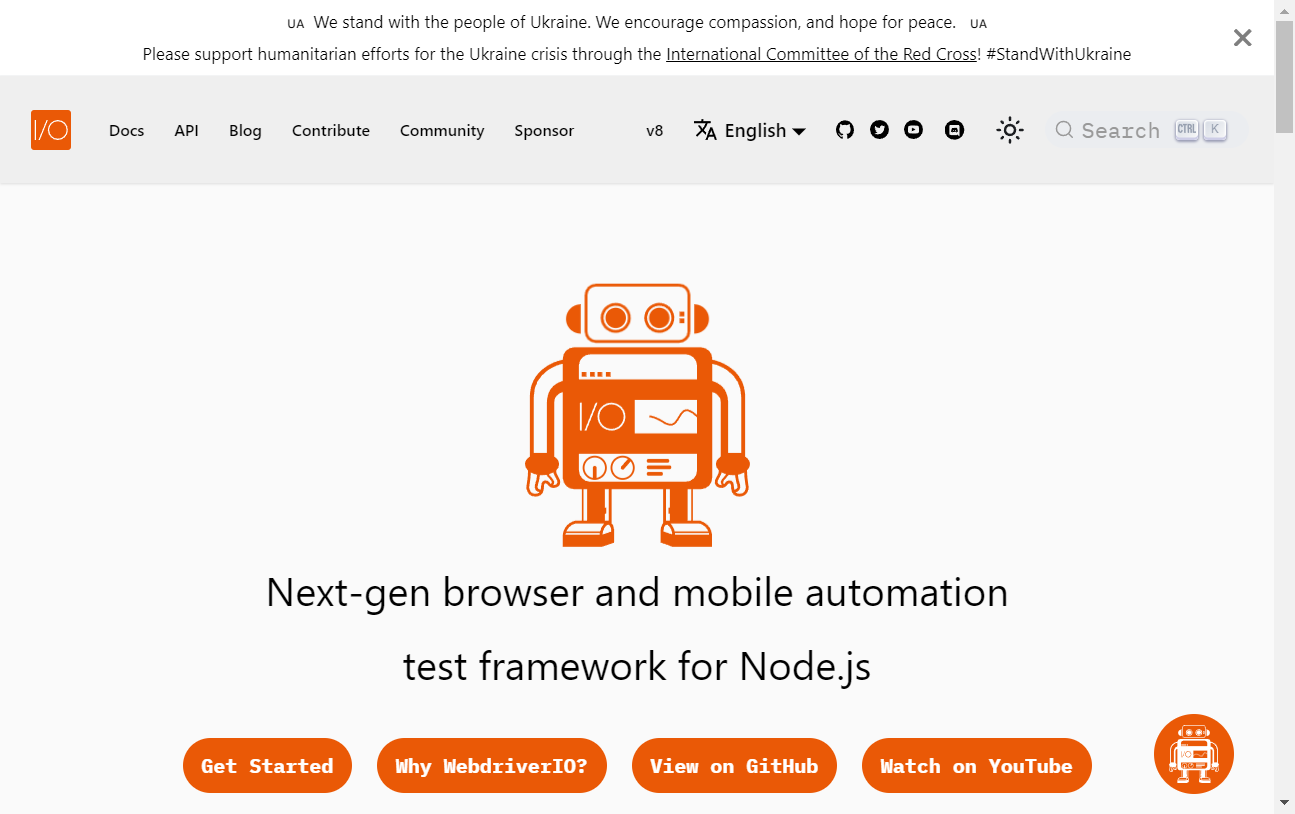 UA We stand with the people of Ukraine. We encourage compassion, and hope for peace. UA
Please support humanitarian efforts for the Ukraine crisis through the International Committee of the Red Cross! #StandWithUkraine
I/O Docs API Blog Contribute Community Sponsor v8 English Search CTRL K
I/O
Next-gen browser and mobile automation
test framework for Node.js
Get Started Why WebdriverIO? View on GitHub Watch on YouTube